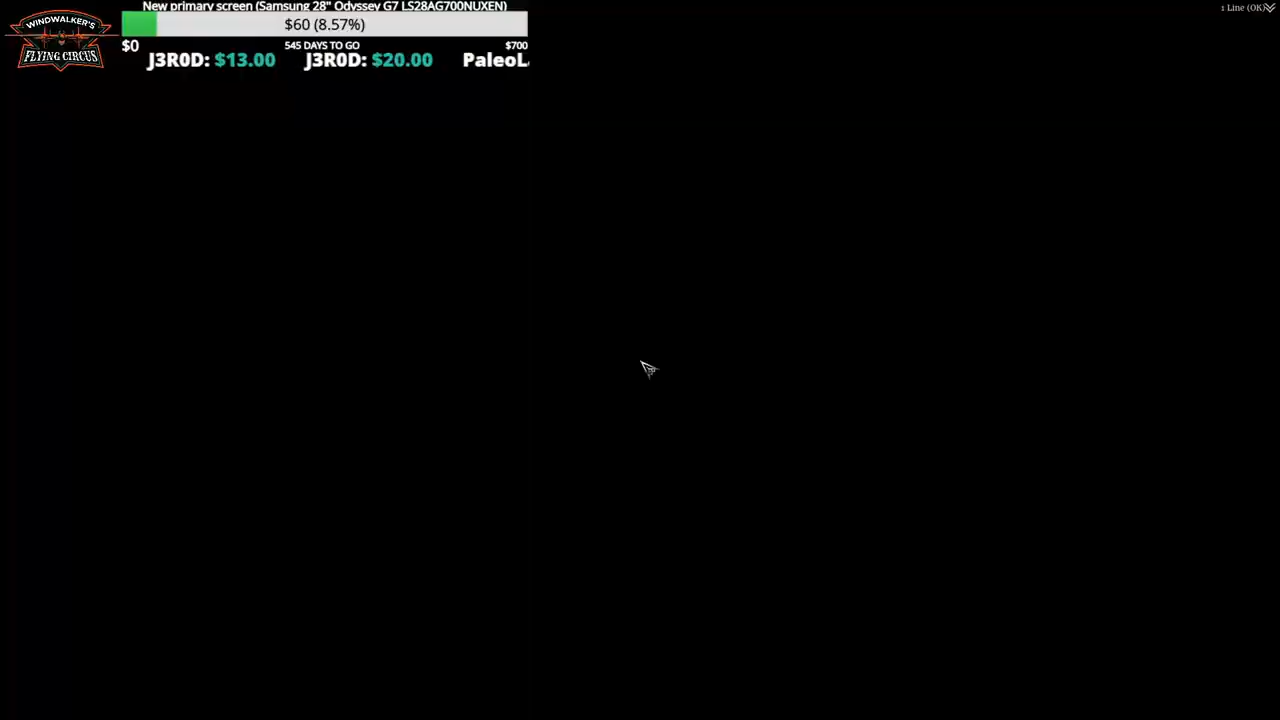 New primary screen (Samsung 28" Odyssey G7 LS28AG700NUXEN)
1 Line (OK)
WINDWALKER'S
FLYING CIRCUS
$60 (8.57%)
$0 545 DAYS TO GO $700
J3R0D: $13.00 J3R0D: $20.00 PaleoL